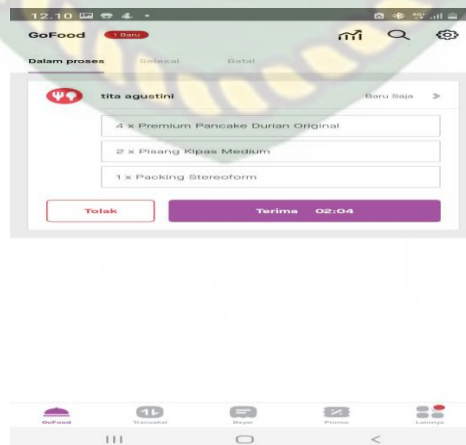 12.10
GoFood 1 Baru
Dalam proses Selesai Batal
tita agustini Baru Saja >
4 x Premium Pancake Durian Original
2 x Pisang Kipas Medium
1 x Packing Stereoform
Tolak Terima 02:04
GoFood Transaksi Bayar Promo Lainnya